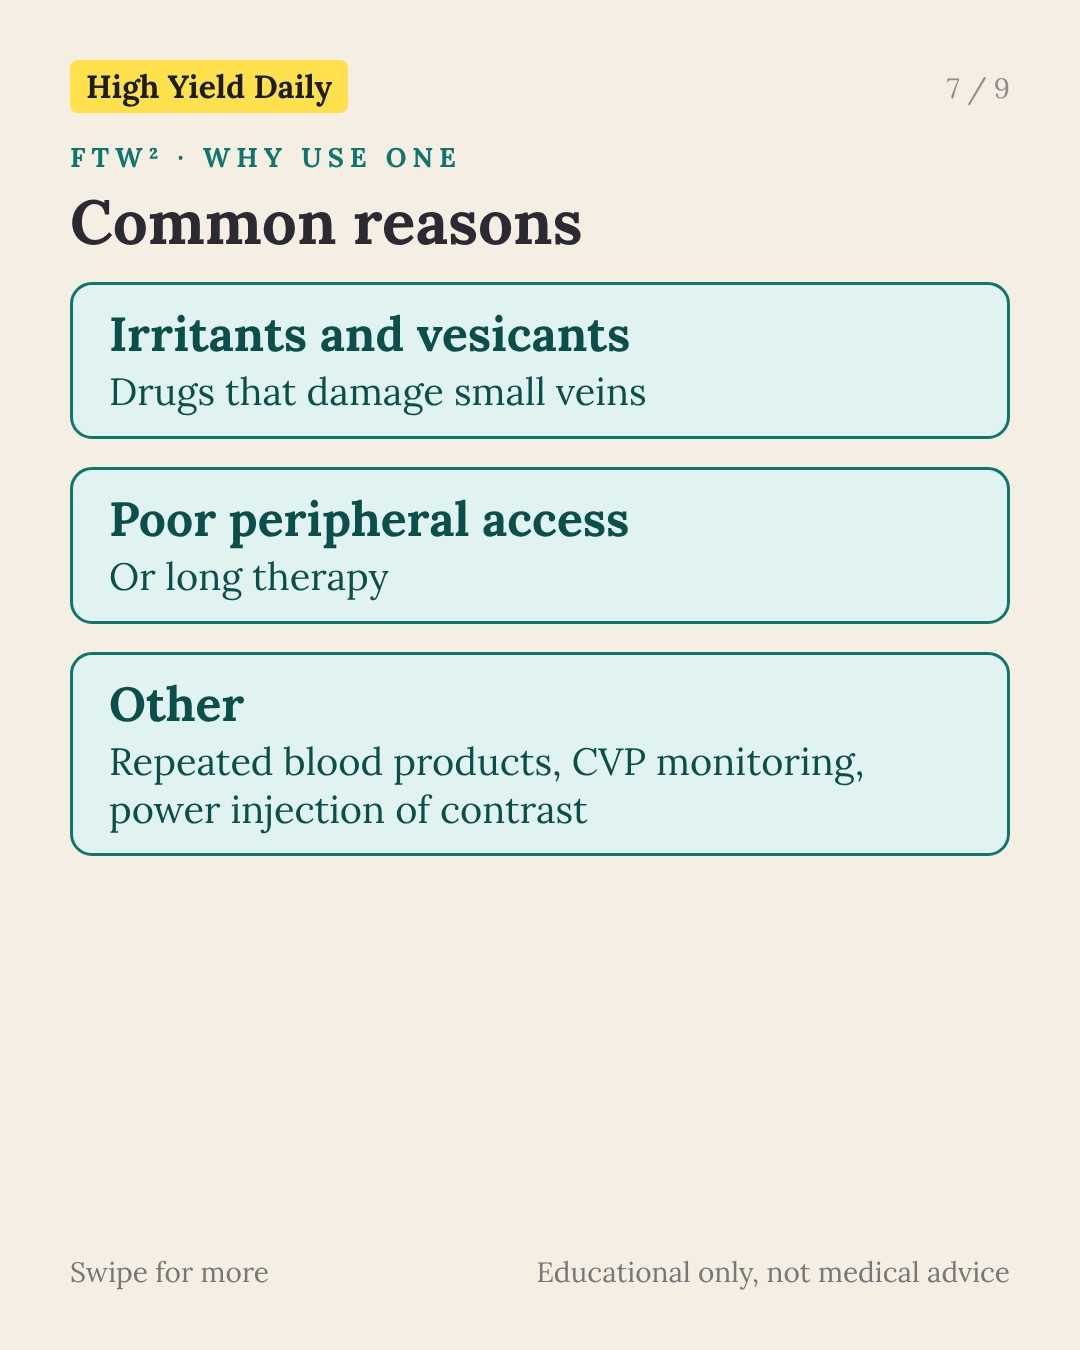 High Yield Daily
7 / 9
FTW² · WHY USE ONE
Common reasons
Irritants and vesicants
Drugs that damage small veins
Poor peripheral access
Or long therapy
Other
Repeated blood products, CVP monitoring,
power injection of contrast
Swipe for more
Educational only, not medical advice